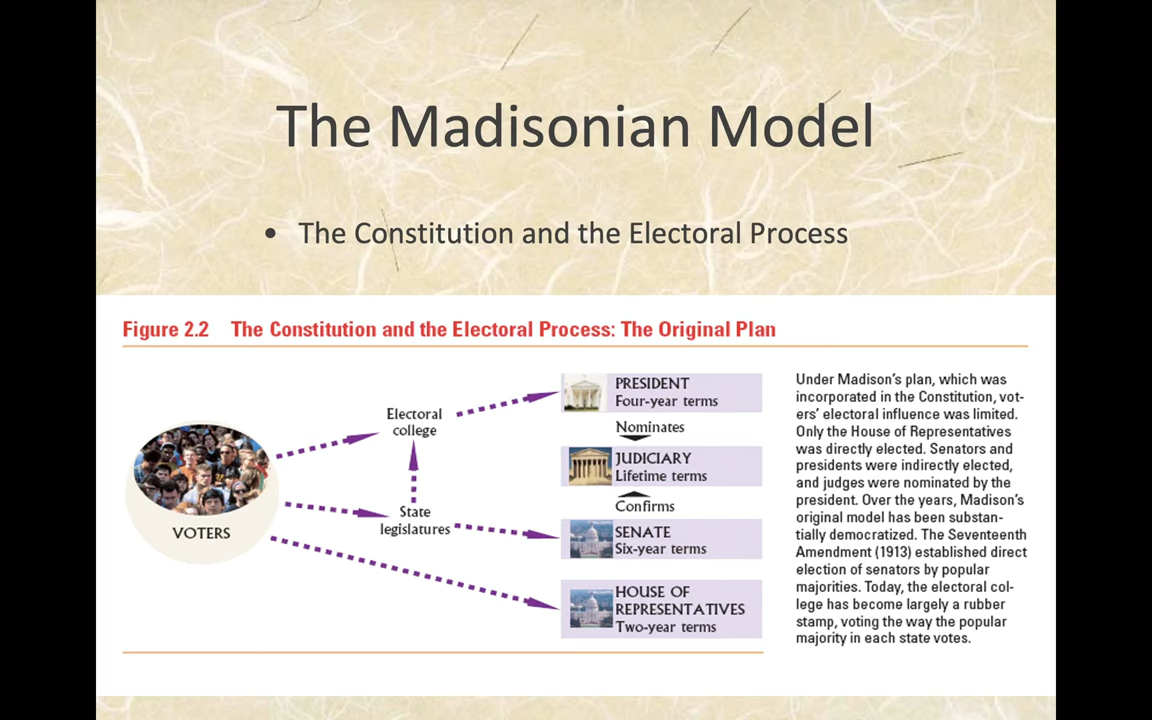 The Madisonian Model
• The Constitution and the Electoral Process
Figure 2.2 The Constitution and the Electoral Process: The Original Plan
VOTERS
Electoral
college
State
legislatures
PRESIDENT
Four-year terms
Nominates
JUDICIARY
Lifetime terms
Confirms
SENATE
Six-year terms
HOUSE OF
REPRESENTATIVES
Two-year terms
Under Madison's plan, which was
incorporated in the Constitution, vot-
ers' electoral influence was limited.
Only the House of Representatives
was directly elected. Senators and
presidents were indirectly elected,
and judges were nominated by the
president. Over the years, Madison's
original model has been substan-
tially democratized. The Seventeenth
Amendment (1913) established direct
election of senators by popular
majorities. Today, the electoral col-
lege has become largely a rubber
stamp, voting the way the popular
majority in each state votes.